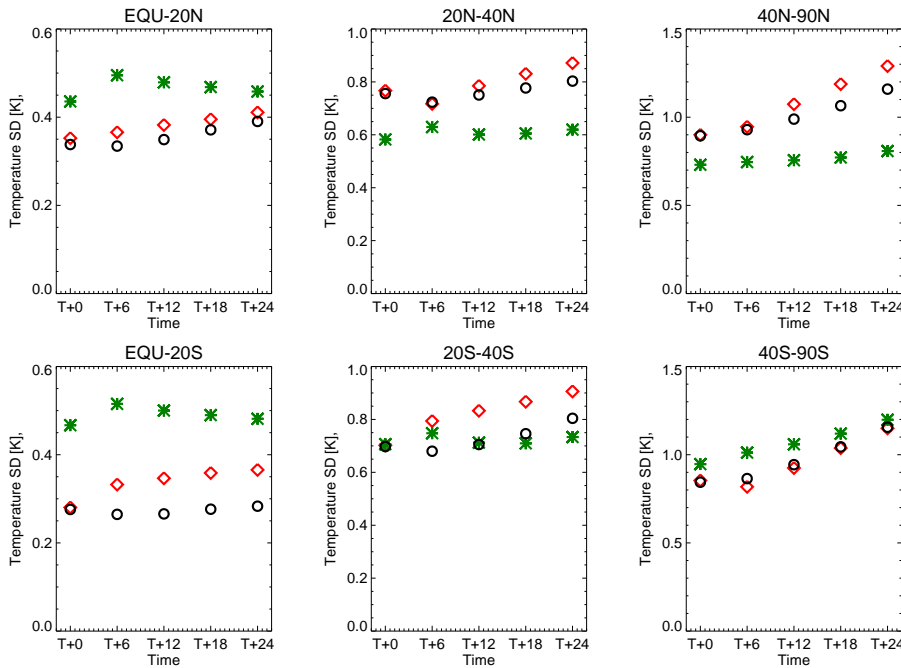 EQU-20N
Temperature SD [K],
0.6
0.4
0.2
0.0
T+0 T+6 T+12 T+18 T+24
Time
20N-40N
Temperature SD [K],
1.0
0.8
0.6
0.4
0.2
0.0
T+0 T+6 T+12 T+18 T+24
Time
40N-90N
Temperature SD [K],
1.5
1.0
0.5
0.0
T+0 T+6 T+12 T+18 T+24
Time
EQU-20S
Temperature SD [K],
0.6
0.4
0.2
0.0
T+0 T+6 T+12 T+18 T+24
Time
20S-40S
Temperature SD [K],
1.0
0.8
0.6
0.4
0.2
0.0
T+0 T+6 T+12 T+18 T+24
Time
40S-90S
Temperature SD [K],
1.5
1.0
0.5
0.0
T+0 T+6 T+12 T+18 T+24
Time